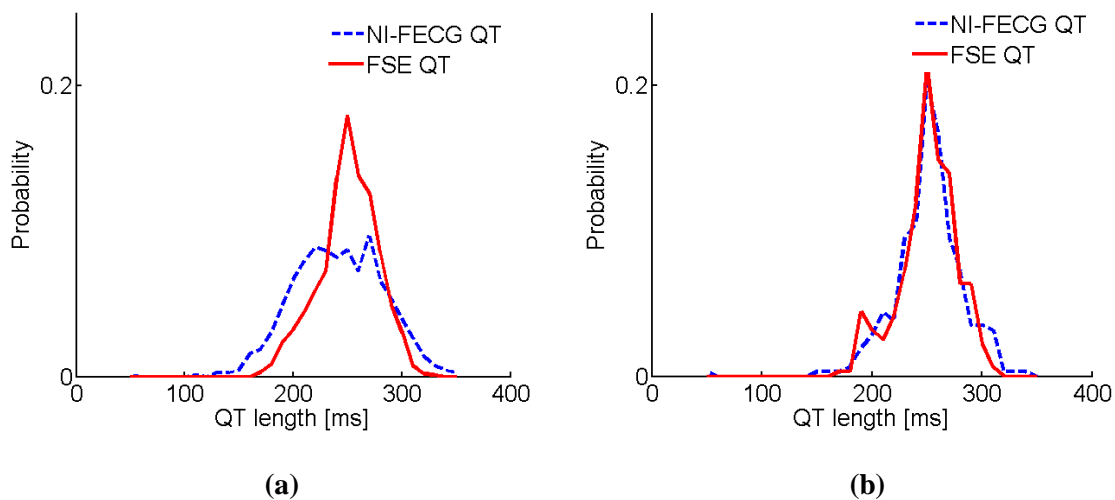 NI-FECG QT
FSE QT
0.2
Probability
0
0 100 200 300 400
QT length [ms]
(a)
NI-FECG QT
FSE QT
0.2
Probability
0
0 100 200 300 400
QT length [ms]
(b)